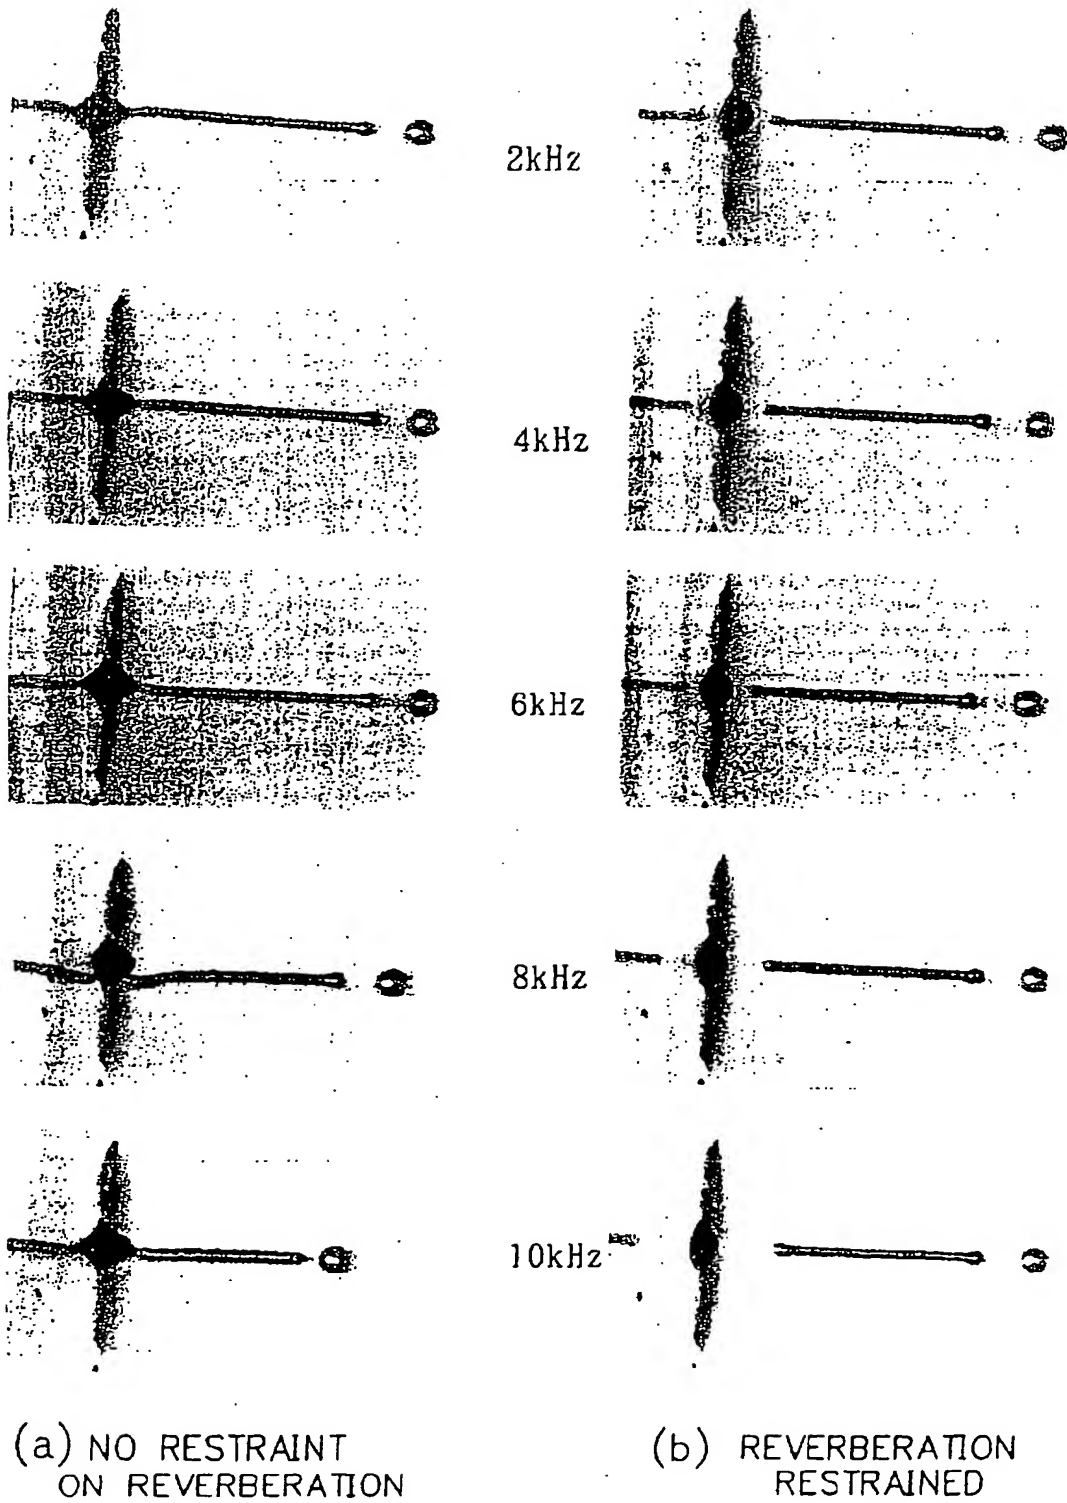 2kHz
4kHz
6kHz
8kHz
10kHz
(a) NO RESTRAINT
ON REVERBERATION
(b) REVERBERATION
RESTRAINED